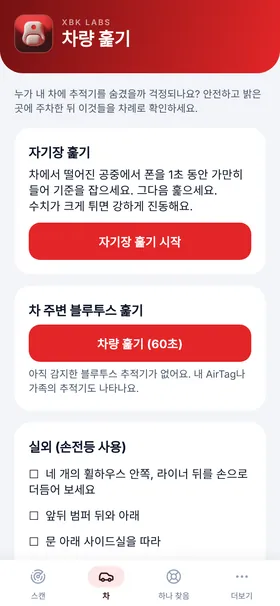 XBK LABS
차량 훑기
누가 내 차에 추적기를 숨겼을까 걱정되나요? 안전하고 밝은
곳에 주차한 뒤 이것들을 차례로 확인하세요.
자기장 훑기
차에서 떨어진 공중에서 폰을 1초 동안 가만히
들어 기준을 잡으세요. 그다음 훑으세요.
수치가 크게 튀면 강하게 진동해요.
자기장 훑기 시작
차 주변 블루투스 훑기
차량 훑기 (60초)
아직 감지한 블루투스 추적기가 없어요. 내 AirTag나
가족의 추적기도 나타나요.
실외 (손전등 사용)
☐ 네 개의 휠하우스 안쪽, 라이너 뒤를 손으로
더듬어 보세요
☐ 앞뒤 범퍼 뒤와 아래
☐ 문 아래 사이드실을 따라
스캔
차
하나 찾음
더보기